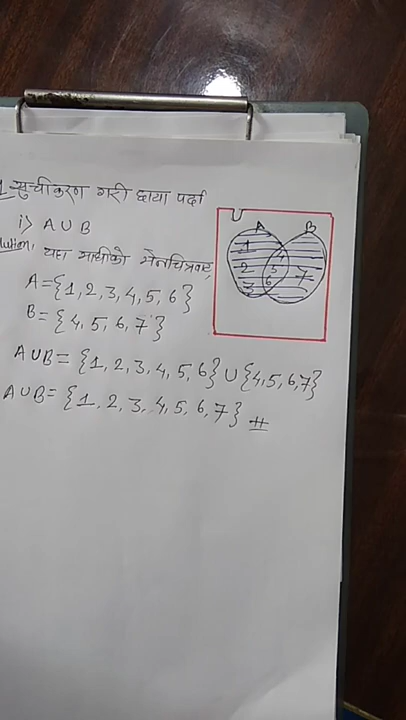 सुचीकरण गरी छाया पर्दा
i> A ∪ B
lution, यहा माथीको भेनचित्रवाट
A={1,2,3,4,5,6}
B={4,5,6,7}
A∪B={1,2,3,4,5,6}∪{4,5,6,7}
A∪B={1,2,3,4,5,6,7} #
U
A B
1
2
3
4
5
6
7